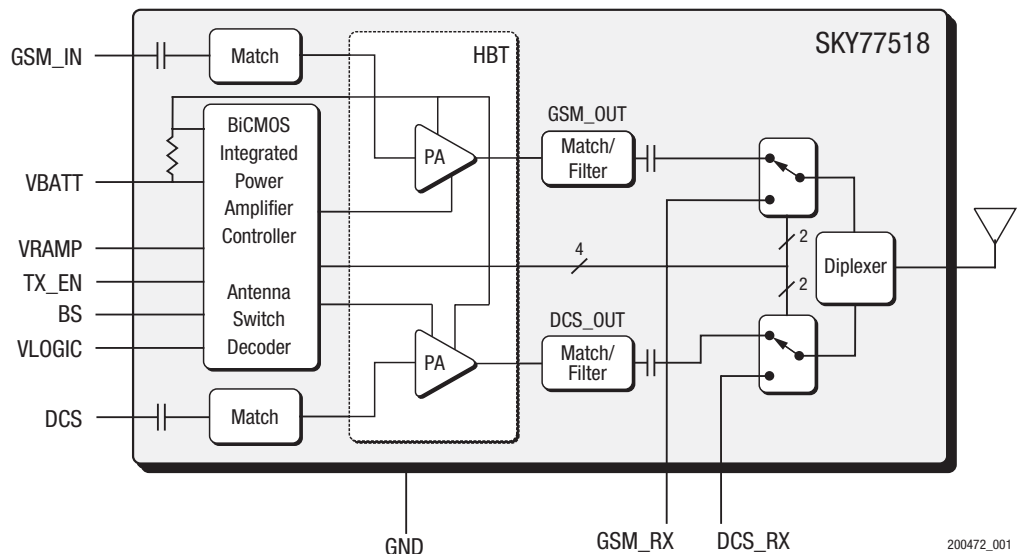 SKY77518
GSM_IN
Match
HBT
BiCMOS
Integrated
Power
Amplifier
Controller
Antenna
Switch
Decoder
VBATT
VRAMP
TX_EN
BS
VLOGIC
DCS
Match
PA
PA
GSM_OUT
Match/
Filter
4
2
2
DCS_OUT
Match/
Filter
Diplexer
GND
GSM_RX
DCS_RX
200472_001